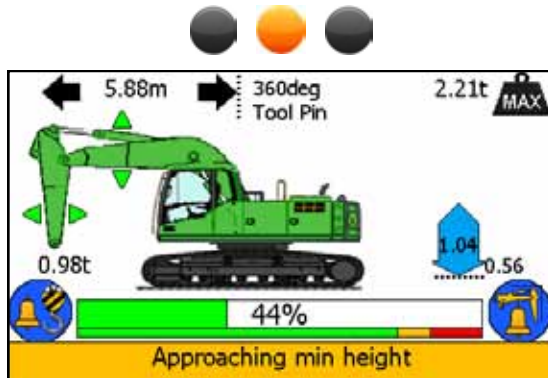 5.88m
360deg
Tool Pin
2.21t
MAX
0.98t
1.04
0.56
44%
Approaching min height